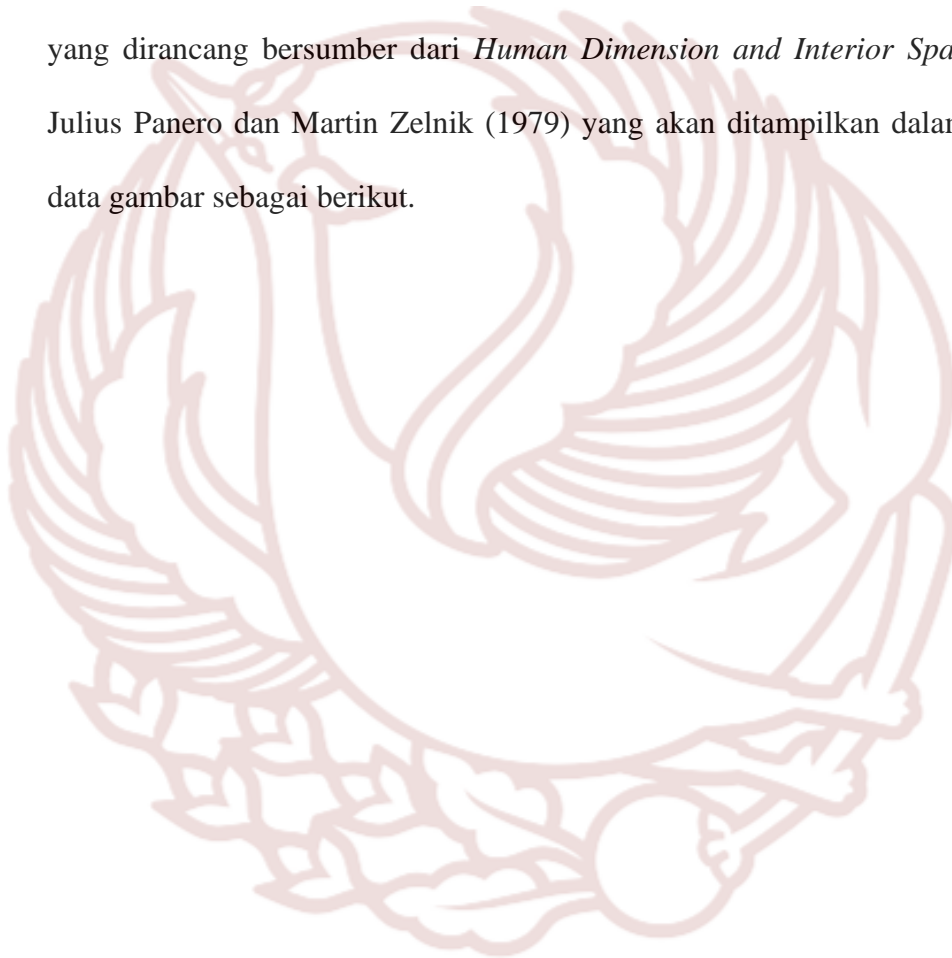 yang dirancang bersumber dari Human Dimension and Interior
Julius Panero dan Martin Zelnik (1979) yang akan ditampilkan
data gambar sebagai berikut.